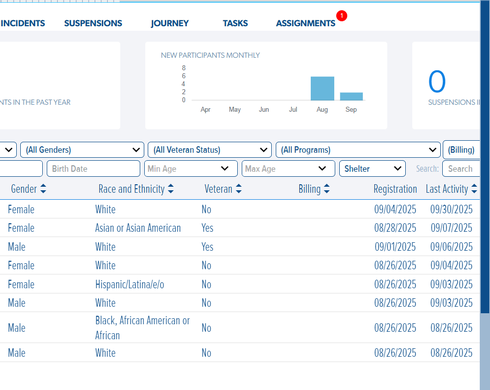 INCIDENTS SUSPENSIONS JOURNEY TASKS ASSIGNMENTS 1
NEW PARTICIPANTS MONTHLY
8
6
4
2
0
Apr May Jun Jul Aug Sep
NTS IN THE PAST YEAR
0
SUSPENSIONS I
(All Genders) (All Veteran Status) (All Programs) (Billing)
Birth Date Min Age Max Age Shelter Search: Search
Gender Race and Ethnicity Veteran Billing Registration Last Activity
Female White No 09/04/2025 09/30/2025
Female Asian or Asian American Yes 08/28/2025 09/07/2025
Male White Yes 09/01/2025 09/06/2025
Female White No 08/26/2025 09/04/2025
Female Hispanic/Latina/e/o No 08/26/2025 09/03/2025
Male White No 08/26/2025 09/03/2025
Male Black, African American or No 08/26/2025 08/26/2025
African
Male White No 08/26/2025 08/26/2025